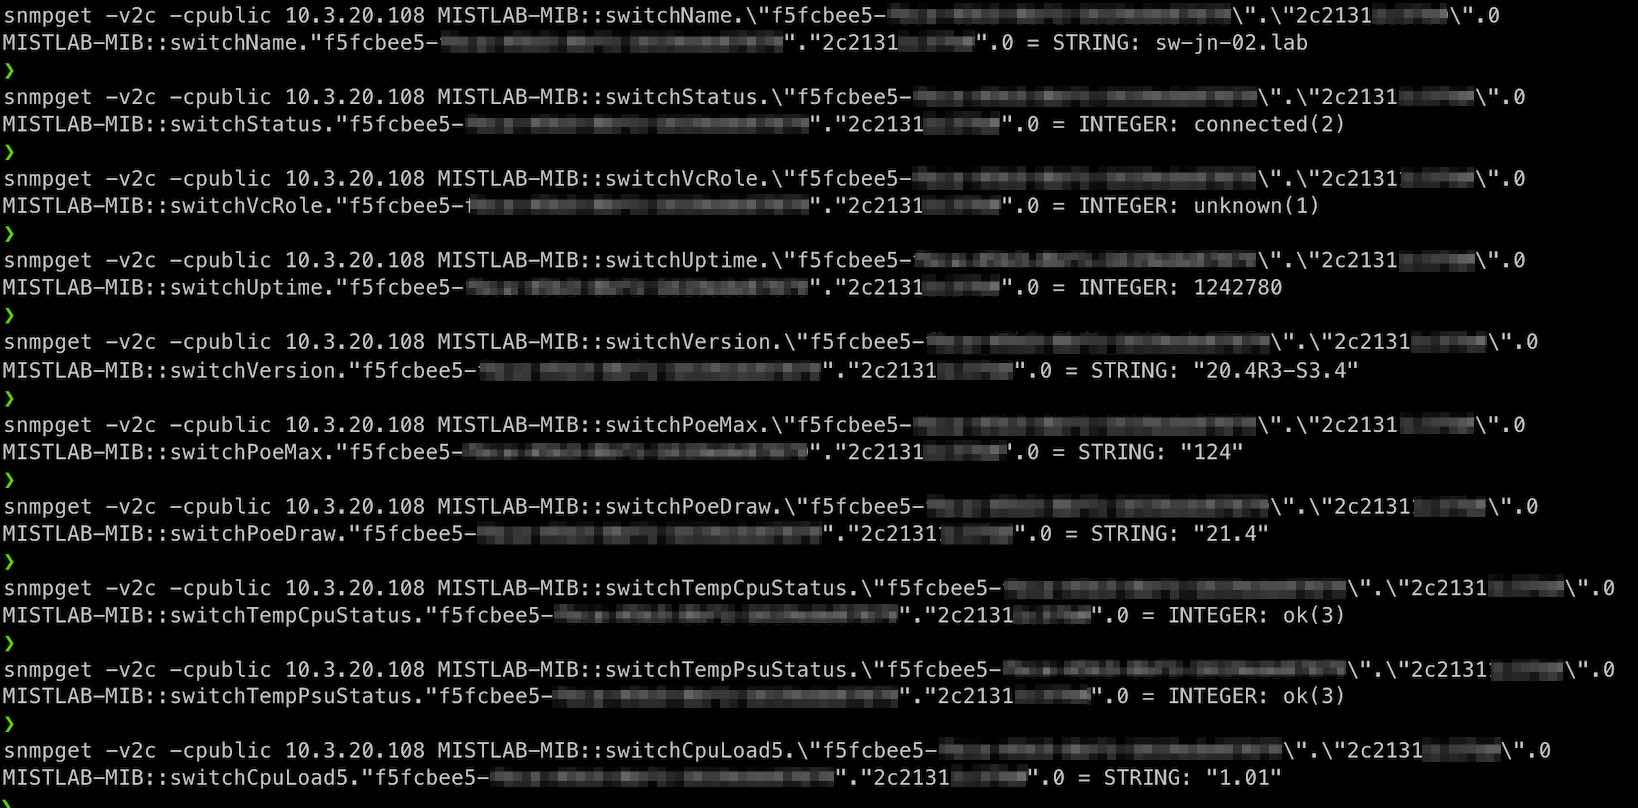 snmpget -v2c -cpublic 10.3.20.108 MISTLAB-MIB::switchName.\"f5fcbee5- \".\"2c2131 \".0
MISTLAB-MIB::switchName."f5fcbee5- "."2c2131 ".0 = STRING: sw-jn-02.lab
❯
snmpget -v2c -cpublic 10.3.20.108 MISTLAB-MIB::switchStatus.\"f5fcbee5- \".\"2c2131 \".0
MISTLAB-MIB::switchStatus."f5fcbee5- "."2c2131 ".0 = INTEGER: connected(2)
❯
snmpget -v2c -cpublic 10.3.20.108 MISTLAB-MIB::switchVcRole.\"f5fcbee5- \".\"2c2131 \".0
MISTLAB-MIB::switchVcRole."f5fcbee5- "."2c2131 ".0 = INTEGER: unknown(1)
❯
snmpget -v2c -cpublic 10.3.20.108 MISTLAB-MIB::switchUptime.\"f5fcbee5- \".\"2c2131 \".0
MISTLAB-MIB::switchUptime."f5fcbee5- "."2c2131 ".0 = INTEGER: 1242780
❯
snmpget -v2c -cpublic 10.3.20.108 MISTLAB-MIB::switchVersion.\"f5fcbee5- \".\"2c2131 \".0
MISTLAB-MIB::switchVersion."f5fcbee5- "."2c2131 ".0 = STRING: "20.4R3-S3.4"
❯
snmpget -v2c -cpublic 10.3.20.108 MISTLAB-MIB::switchPoeMax.\"f5fcbee5- \".\"2c2131 \".0
MISTLAB-MIB::switchPoeMax."f5fcbee5- "."2c2131 ".0 = STRING: "124"
❯
snmpget -v2c -cpublic 10.3.20.108 MISTLAB-MIB::switchPoeDraw.\"f5fcbee5- \".\"2c2131 \".0
MISTLAB-MIB::switchPoeDraw."f5fcbee5- "."2c2131 ".0 = STRING: "21.4"
❯
snmpget -v2c -cpublic 10.3.20.108 MISTLAB-MIB::switchTempCpuStatus.\"f5fcbee5- \".\"2c2131 \".0
MISTLAB-MIB::switchTempCpuStatus."f5fcbee5- "."2c2131 ".0 = INTEGER: ok(3)
❯
snmpget -v2c -cpublic 10.3.20.108 MISTLAB-MIB::switchTempPsuStatus.\"f5fcbee5- \".\"2c2131 \".0
MISTLAB-MIB::switchTempPsuStatus."f5fcbee5- "."2c2131 ".0 = INTEGER: ok(3)
❯
snmpget -v2c -cpublic 10.3.20.108 MISTLAB-MIB::switchCpuLoad5.\"f5fcbee5- \".\"2c2131 \".0
MISTLAB-MIB::switchCpuLoad5."f5fcbee5- "."2c2131 ".0 = STRING: "1.01"